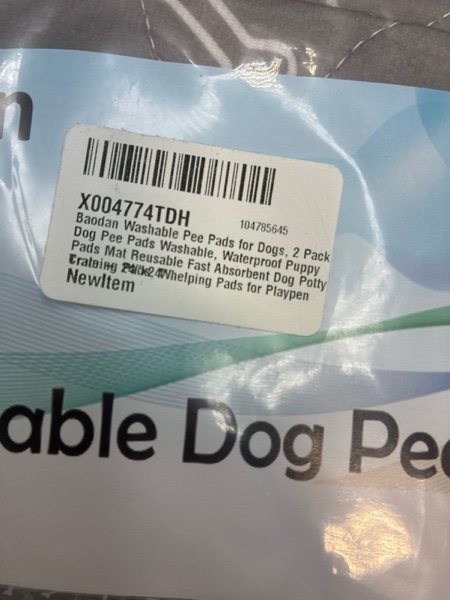 n
X004774TDH
104785645
Baodan Washable Pee Pads for Dogs, 2 Pack
Dog Pee Pads Washable, Waterproof Puppy
Pads Mat Reusable Fast Absorbent Dog Potty
Whelping Pads for Playpen
NewItem
able Dog Pee